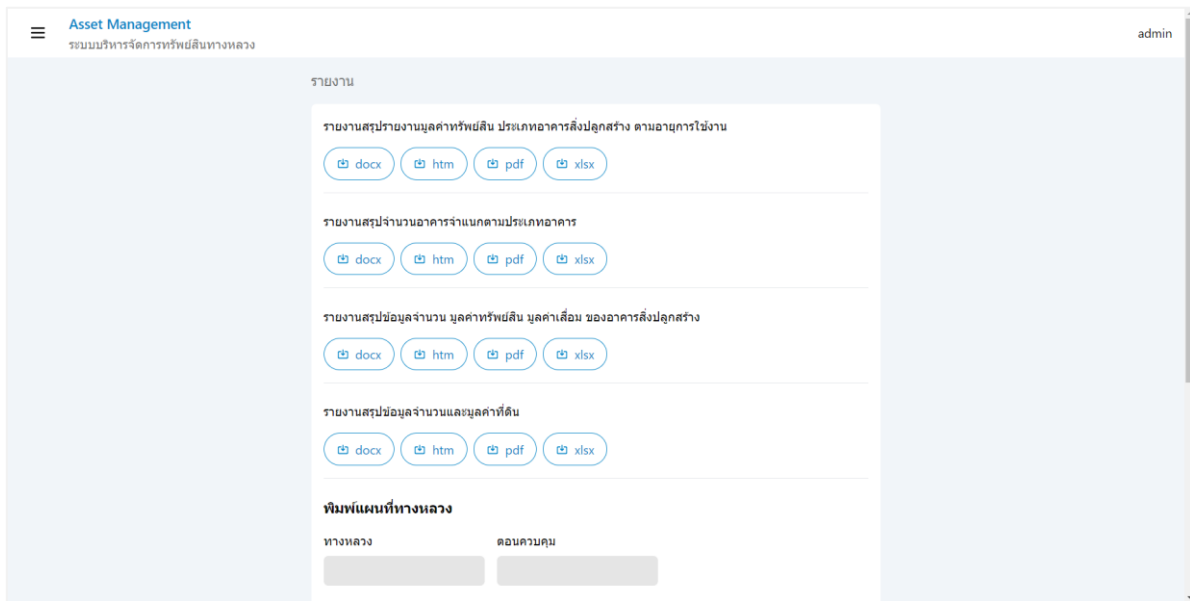 Asset Management
ระบบบริหารจัดการทรัพย์สินทางหลวง
admin
รายงาน
รายงานสรุปรายงานมูลค่าทรัพย์สิน ประเภทอาคารสิ่งปลูกสร้าง ตามอายุการใช้งาน
docx htm pdf xlsx
รายงานสรุปจำนวนอาคารจำแนกตามประเภทอาคาร
docx htm pdf xlsx
รายงานสรุปข้อมูลจำนวน มูลค่าทรัพย์สิน มูลค่าเสื่อม ของอาคารสิ่งปลูกสร้าง
docx htm pdf xlsx
รายงานสรุปข้อมูลจำนวนและมูลค่าที่ดิน
docx htm pdf xlsx
พิมพ์แผนที่ทางหลวง
ทางหลวง ตอนควบคุม